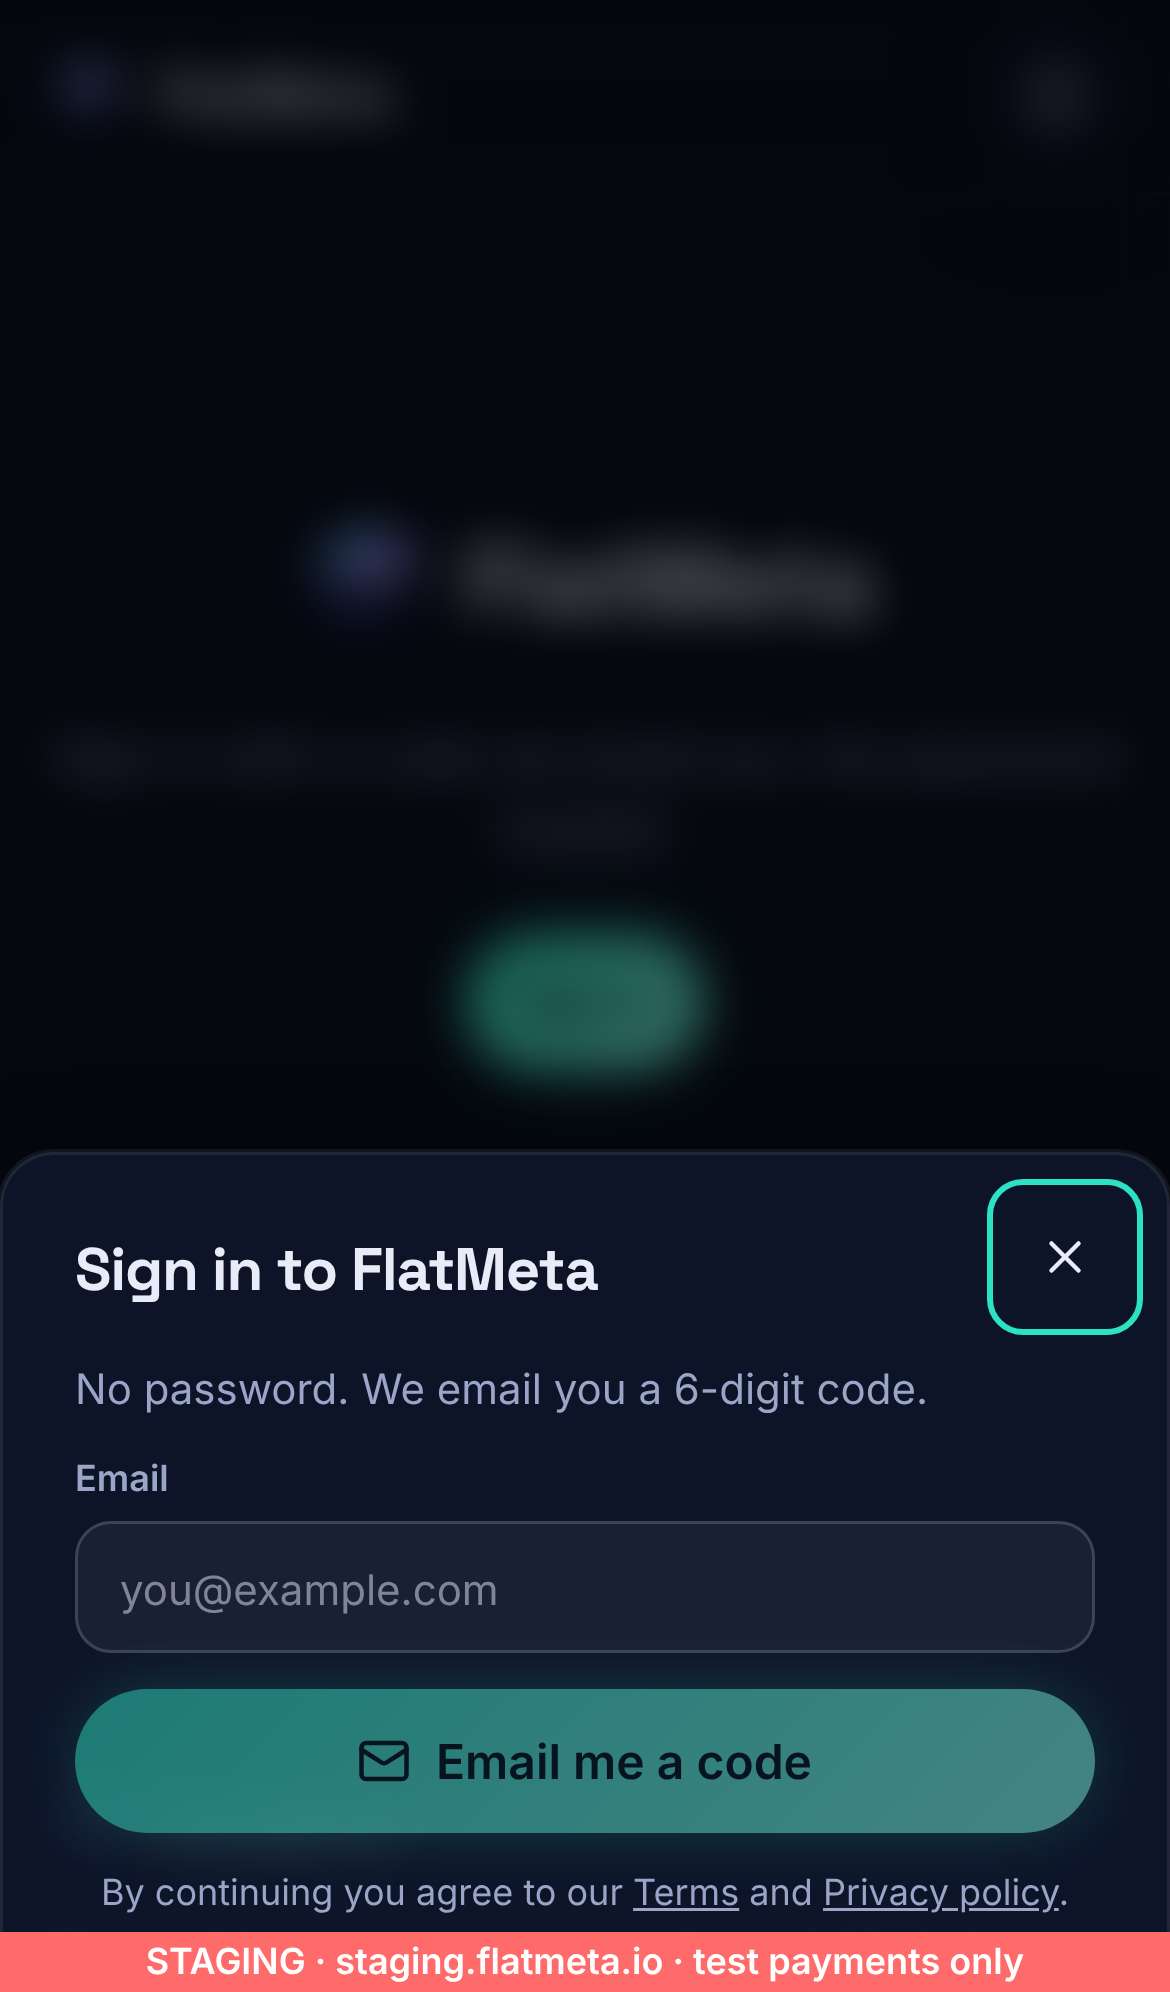 Sign in to FlatMeta
No password. We email you a 6-digit code.
Email
you@example.com
Email me a code
By continuing you agree to our Terms and Privacy policy.
STAGING · staging.flatmeta.io · test payments only